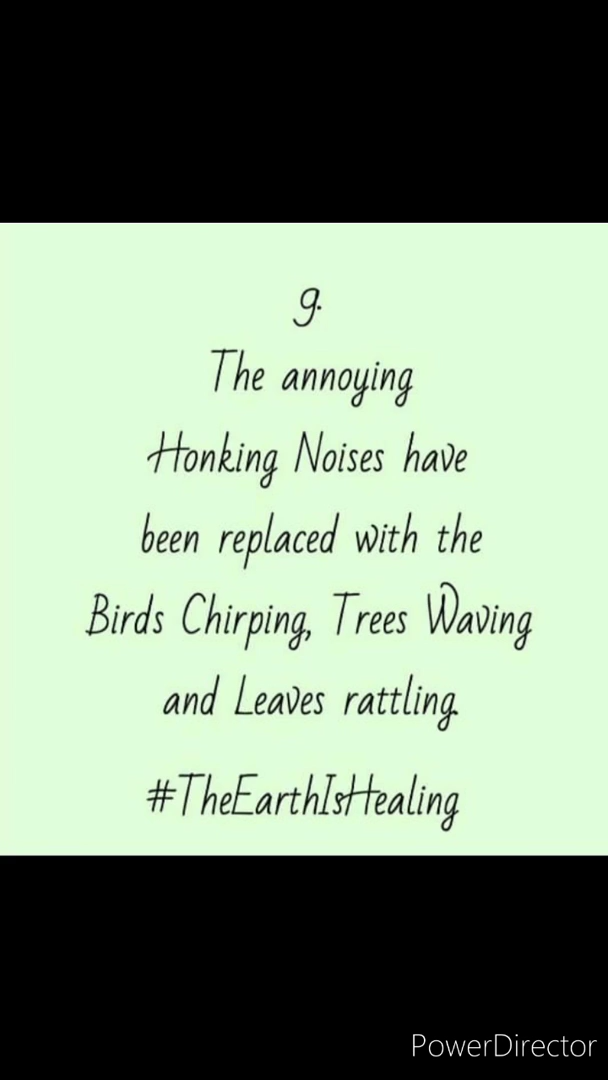 9.
The annoying
Honking Noises have
been replaced with the
Birds Chirping, Trees Waving
and Leaves rattling.
#TheEarthIsHealing
PowerDirector